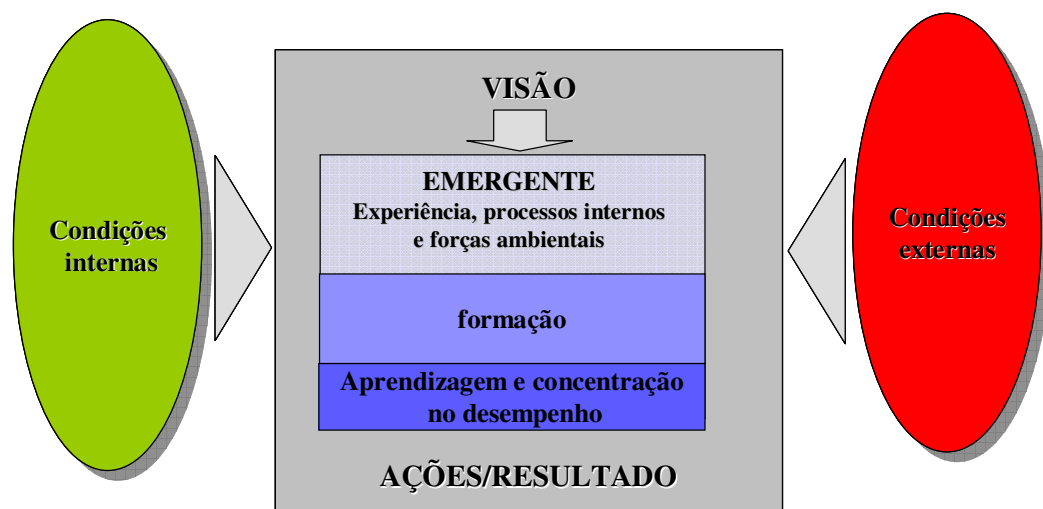 VISÃO
EMERGENTE
Experiência, processos internos
e forças ambientais
Condições
internas
Condições
externas
formação
Aprendizagem e concentração
no desempenho
AÇÕES/RESULTADO